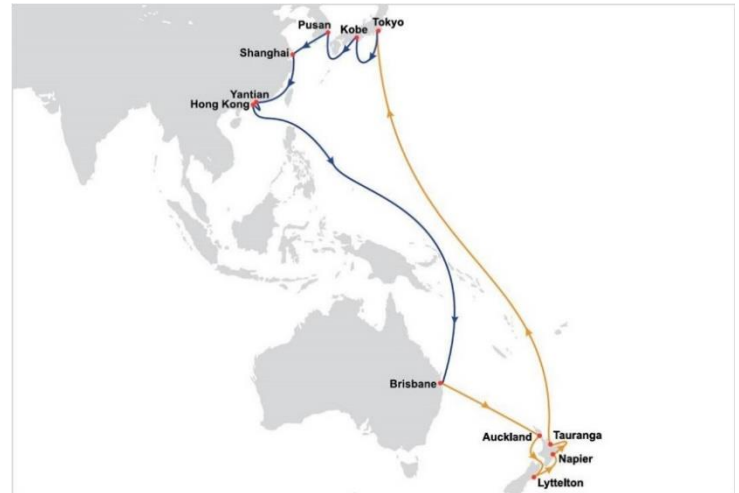 Pusan
Kobe
Tokyo
Shanghai
Yantian
Hong Kong
Brisbane
Auckland
Tauranga
Napier
Lyttelton